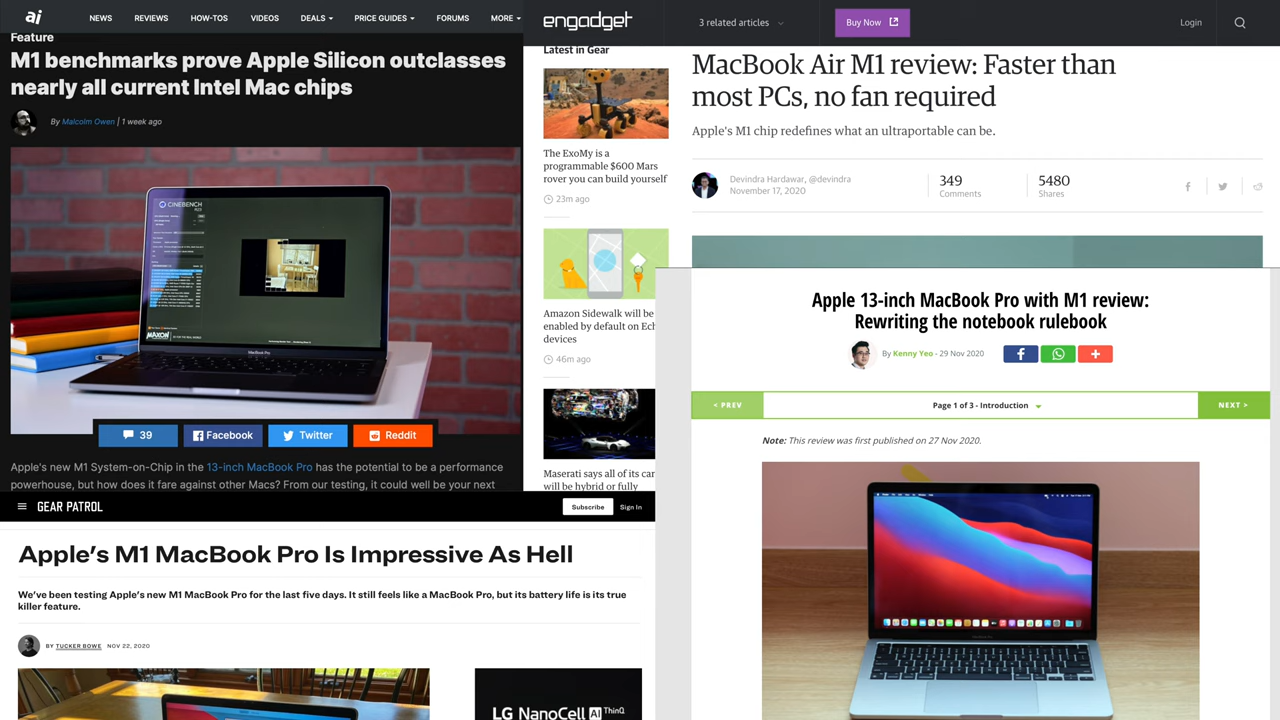 ai
NEWS
REVIEWS
HOW-TOS
VIDEOS
DEALS
PRICE GUIDES
FORUMS
MORE
Feature
M1 benchmarks prove Apple Silicon outclasses
nearly all current Intel Mac chips
By Malcolm Owen | 1 week ago
CINEBENCH
MAXON
MacBook Pro
39
Facebook
Twitter
Reddit
Apple's new M1 System-on-Chip in the 13-inch MacBook Pro has the potential to be a performance
powerhouse, but how does it fare against other Macs? From our testing, it could well be your next
engadget
3 related articles
Buy Now
Login
Latest in Gear
The ExoMy is a
programmable $600 Mars
rover you can build yourself
23m ago
Amazon Sidewalk will be
enabled by default on Ech
devices
46m ago
Maserati says all of its car
will be hybrid or fully
MacBook Air M1 review: Faster than
most PCs, no fan required
Apple's M1 chip redefines what an ultraportable can be.
Devindra Hardawar, @devindra
November 17, 2020
349
Comments
5480
Shares
GEAR PATROL
Subscribe
Sign In
Apple's M1 MacBook Pro Is Impressive As Hell
We've been testing Apple's new M1 MacBook Pro for the last five days. It still feels like a MacBook Pro, but its battery life is its true
killer feature.
BY TUCKER BOWE NOV 22, 2020
LG NanoCell AI ThinQ
Apple 13-inch MacBook Pro with M1 review:
Rewriting the notebook rulebook
By Kenny Yeo - 29 Nov 2020
< PREV
Page 1 of 3 - Introduction
NEXT >
Note: This review was first published on 27 Nov 2020.